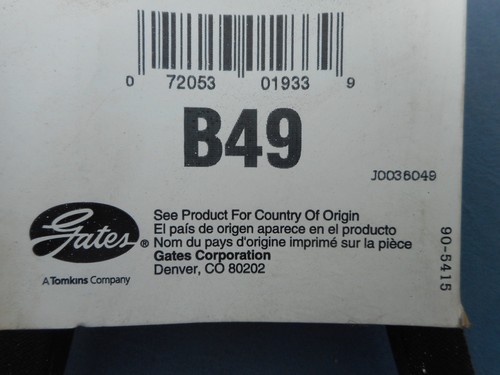 0 72053 01933 9
B49
J0036049
Gates®
A Tomkins Company
See Product For Country Of Origin
El país de origen aparece en el producto
Nom du pays d'origine imprimé sur la pièce
Gates Corporation
Denver, CO 80202
90-5415